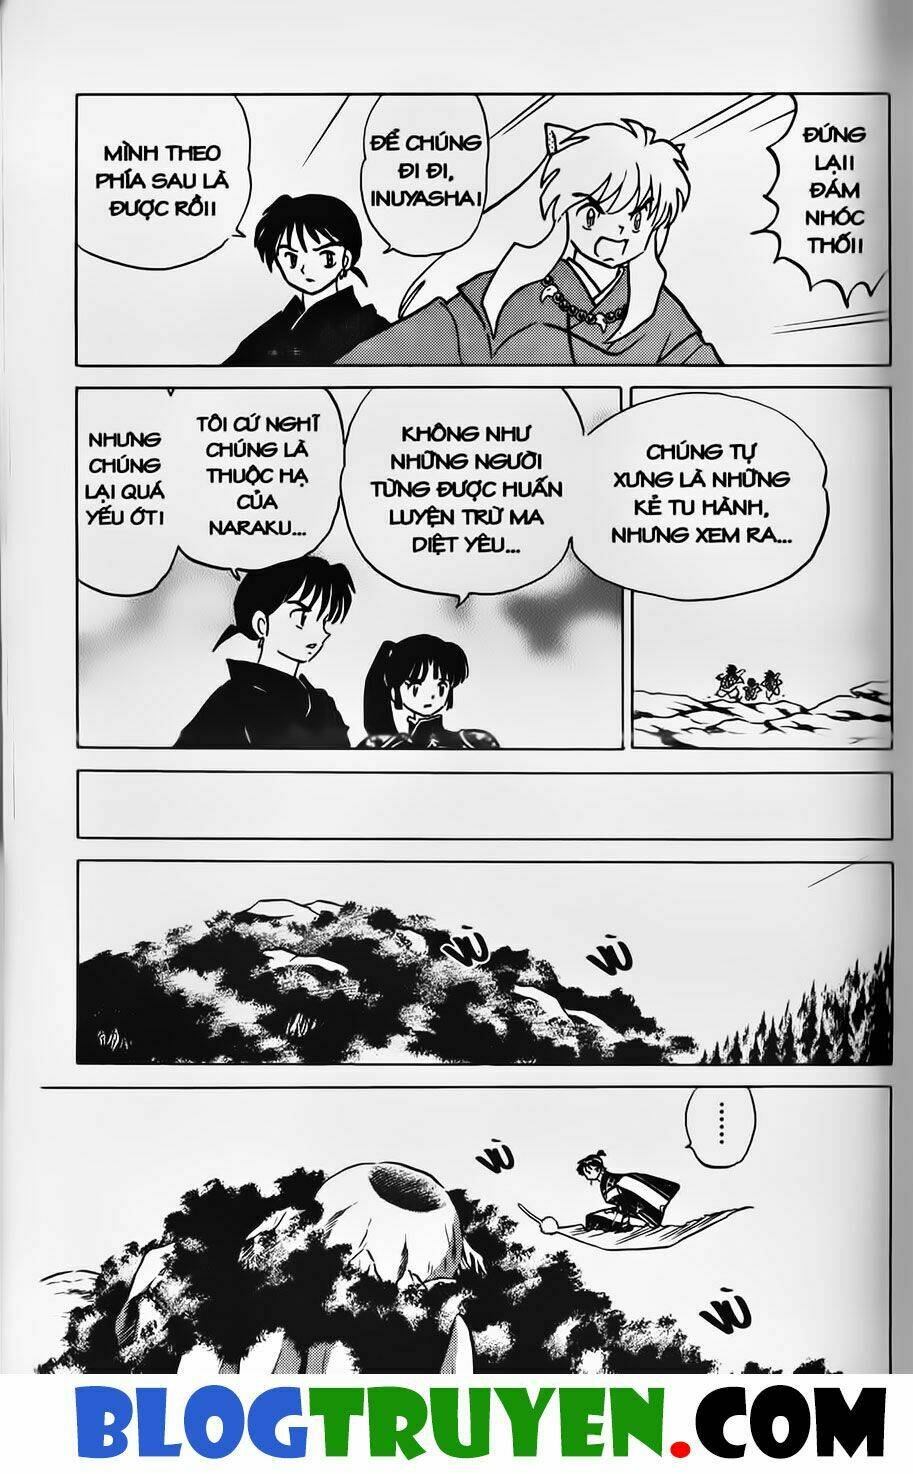 ĐỨNG
LẠI!
ĐÁM
NHÓC
THỐI!
ĐỂ CHÚNG
ĐI ĐI,
INUYASHA!
MÌNH THEO
PHÍA SAU LÀ
ĐƯỢC RỒI!
CHÚNG TỰ
XƯNG LÀ NHỮNG
KẺ TU HÀNH,
NHƯNG XEM RA...
KHÔNG NHƯ
NHỮNG NGƯỜI
TỪNG ĐƯỢC HUẤN
LUYỆN TRỪ MA
DIỆT YÊU...
TÔI CỨ NGHĨ
CHÚNG LÀ
THUỘC HẠ
CỦA
NARAKU...
NHƯNG
CHÚNG
LẠI QUÁ
YẾU ỚT!
VÙ
VÙ
........
VÙ
VÙ
BLOGTRUYEN.COM